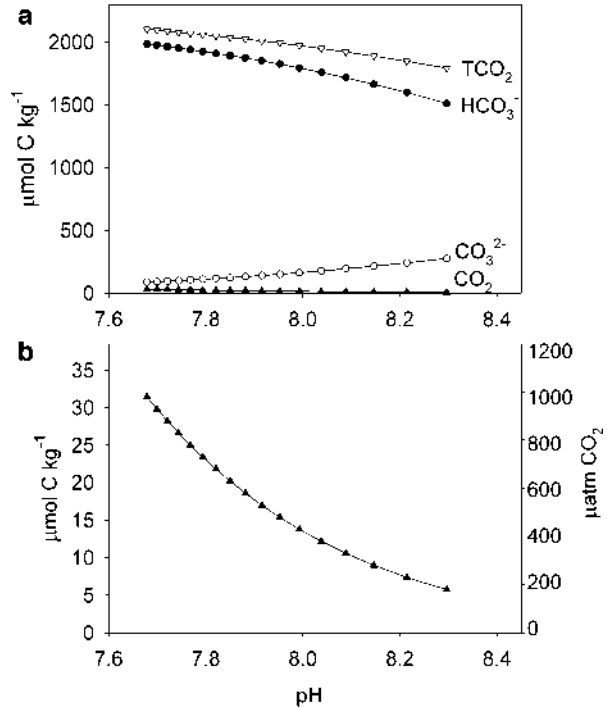 a
2000
1500
1000
500
0
μmol C kg⁻¹
TCO₂
HCO₃⁻
CO₃²⁻
CO₂
7.6 7.8 8.0 8.2 8.4
b
35
30
25
20
15
10
5
0
μmol C kg⁻¹
1200
1000
800
600
400
200
0
μatm CO₂
7.6 7.8 8.0 8.2 8.4
pH